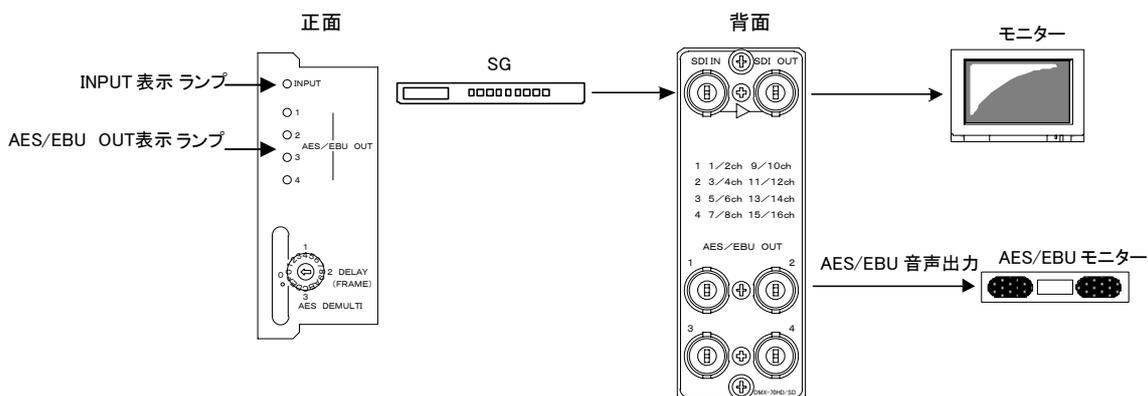 正面
INPUT 表示 ランプ
INPUT
1
2
AES/EBU OUT
3
4
AES/EBU OUT表示 ランプ
1
0
2 DELAY
(FRAME)
3
AES DEMULTI
SG
背面
SDI IN
SDI OUT
1 1/2ch 9/10ch
2 3/4ch 11/12ch
3 5/6ch 13/14ch
4 7/8ch 15/16ch
AES/EBU OUT
1
2
3
4
DMX-70HD/SD
モニター
AES/EBU 音声出力
AES/EBU モニター